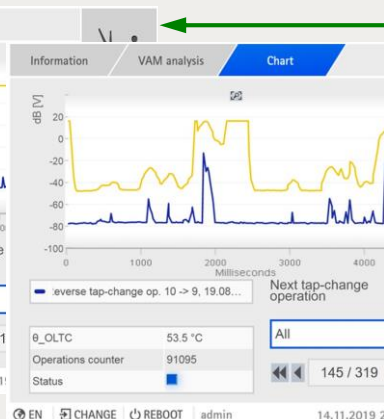 Information VAM analysis Chart
dB [V]
20
0
-20
-40
-60
-80
-100
0 1000 2000 3000 4000
Milliseconds
:everse tap-change op. 10 -> 9, 19.08...
Next tap-change
operation
θ_OLTC 53.5 °C
All
Operations counter 91095
Status
145 / 319
EN CHANGE REBOOT admin 14.11.2019 2